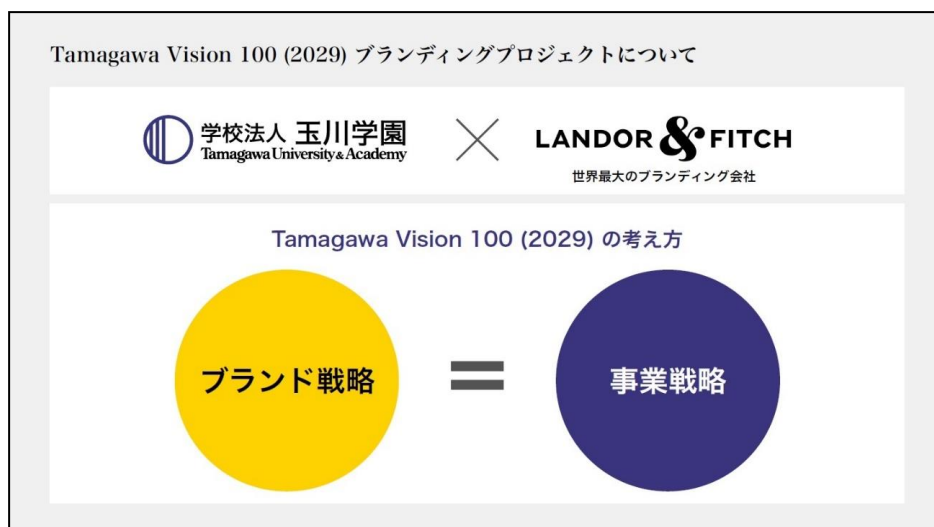 Tamagawa Vision 100 (2029) ブランディングプロジェクトについて
学校法人 玉川学園
Tamagawa University & Academy
LANDOR & FITCH
世界最大のブランディング会社
Tamagawa Vision 100 (2029) の考え方
ブランド戦略
=
事業戦略